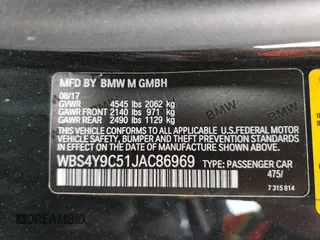 MFD BY BMW M GMBH
08/17
GVWR 4545 lbs 2062 kg
GAWR FRONT 2140 lbs 971 kg
GAWR REAR 2490 lbs 1129 kg
THIS VEHICLE CONFORMS TO ALL APPLICABLE U.S. FEDERAL MOTOR
VEHICLE SAFETY, BUMPER, AND THEFT PREVENTION STANDARDS
IN EFFECT ON THE DATE OF MANUFACTURE SHOWN ABOVE.
WBS4Y9C51JAC86969 TYPE: PASSENGER CAR
475/
7 315 814
DREAMBID